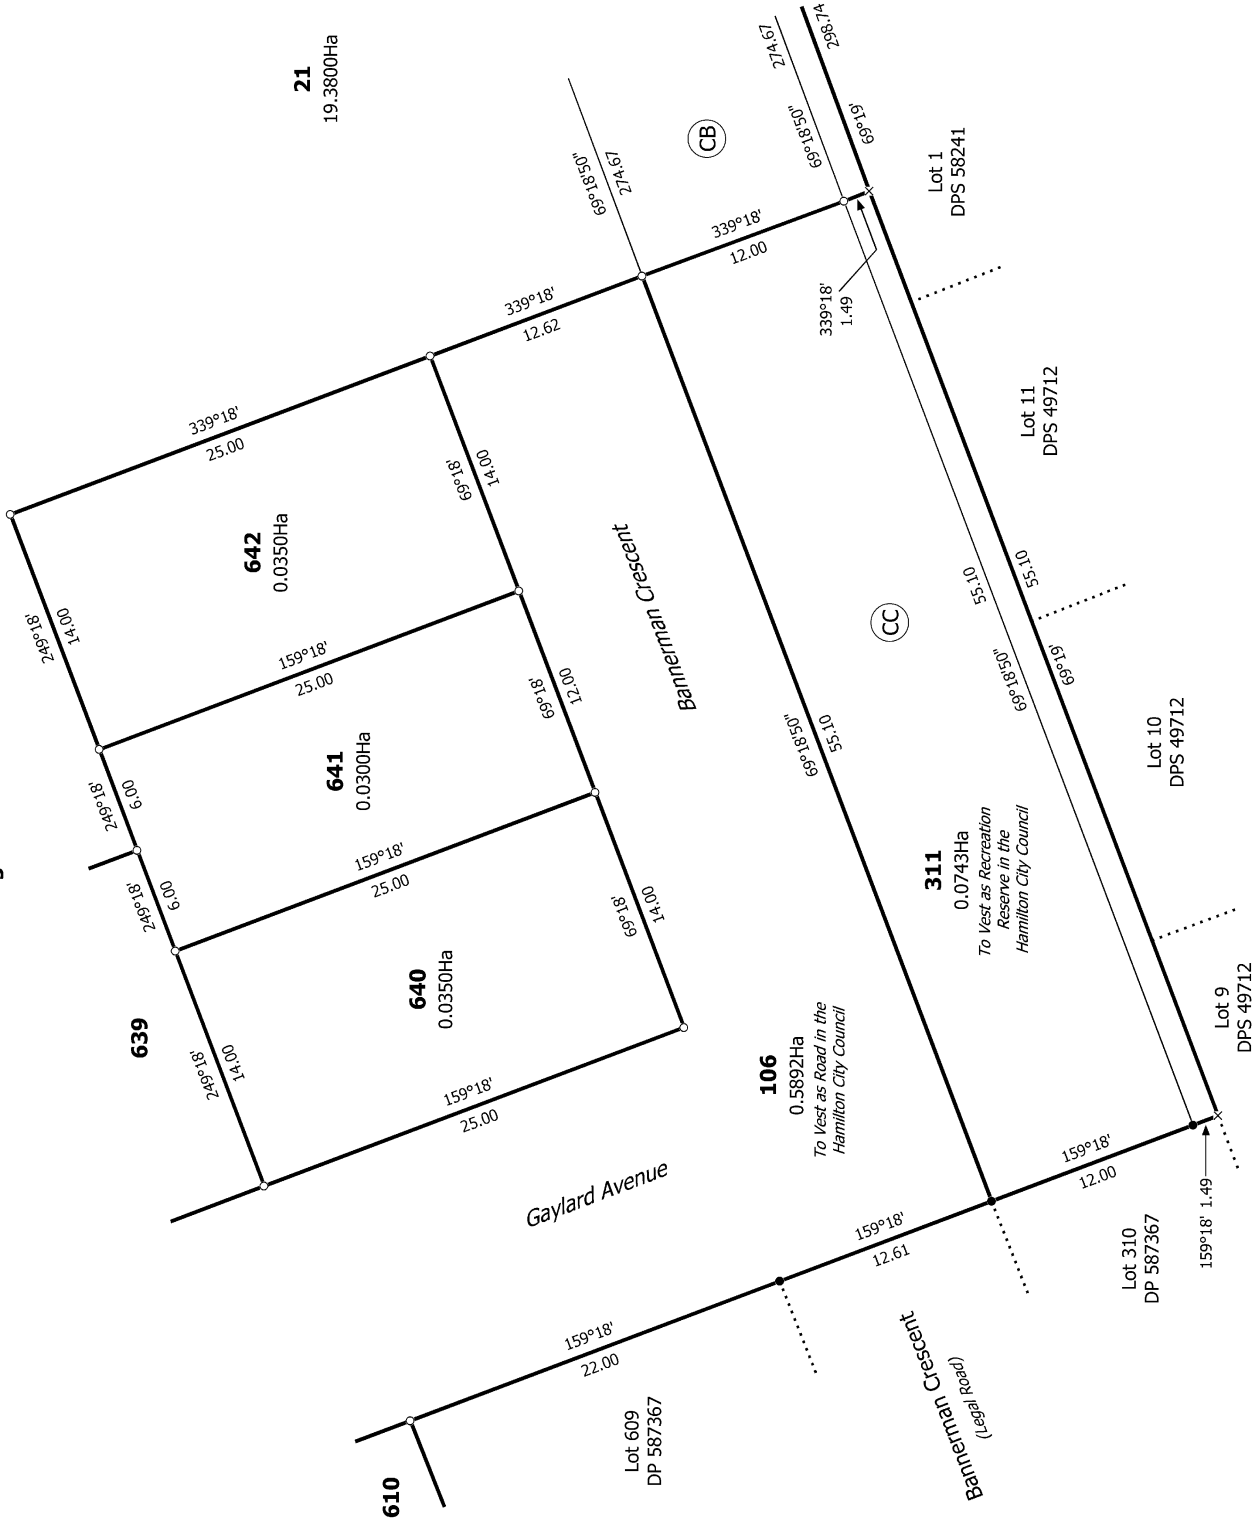 21
19.3800Ha
274.67
298.74
69°18'50"
69°19'
69°18'50"
274.67
CB
Lot 1
DPS 58241
339°18'
12.00
339°18'
1.49
339°18'
12.62
339°18'
25.00
642
0.0350Ha
249°18'
14.00
69°18'
14.00
159°18'
25.00
641
0.0300Ha
249°18'
6.00
69°18'
12.00
249°18'
6.00
159°18'
25.00
640
0.0350Ha
639
249°18'
14.00
69°18'
14.00
159°18'
25.00
Bannerman Crescent
69°18'50"
55.10
CC
55.10
69°18'50"
55.10
69°19'
Lot 11
DPS 49712
Lot 10
DPS 49712
Lot 9
DPS 49712
311
0.0743Ha
To Vest as Recreation
Reserve in the
Hamilton City Council
106
0.5892Ha
To Vest as Road in the
Hamilton City Council
Gaylard Avenue
159°18'
12.00
159°18' 1.49
Lot 310
DP 587367
159°18'
12.61
159°18'
22.00
Bannerman Crescent
(Legal Road)
Lot 609
DP 587367
610